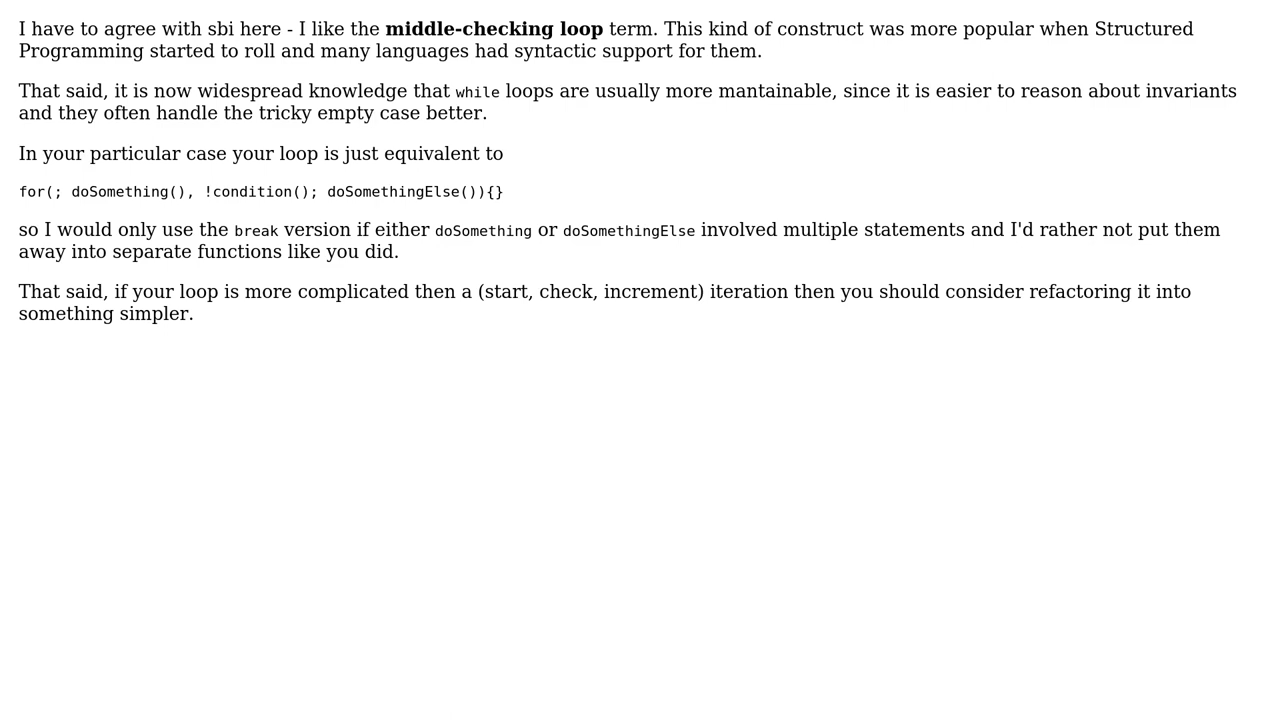 I have to agree with sbi here - I like the middle-checking loop term. This kind of construct was more popular when Structured
Programming started to roll and many languages had syntactic support for them.
That said, it is now widespread knowledge that while loops are usually more mantainable, since it is easier to reason about invariants
and they often handle the tricky empty case better.
In your particular case your loop is just equivalent to
for(; doSomething(), !condition(); doSomethingElse()){}
so I would only use the break version if either doSomething or doSomethingElse involved multiple statements and I'd rather not put them
away into separate functions like you did.
That said, if your loop is more complicated then a (start, check, increment) iteration then you should consider refactoring it into
something simpler.